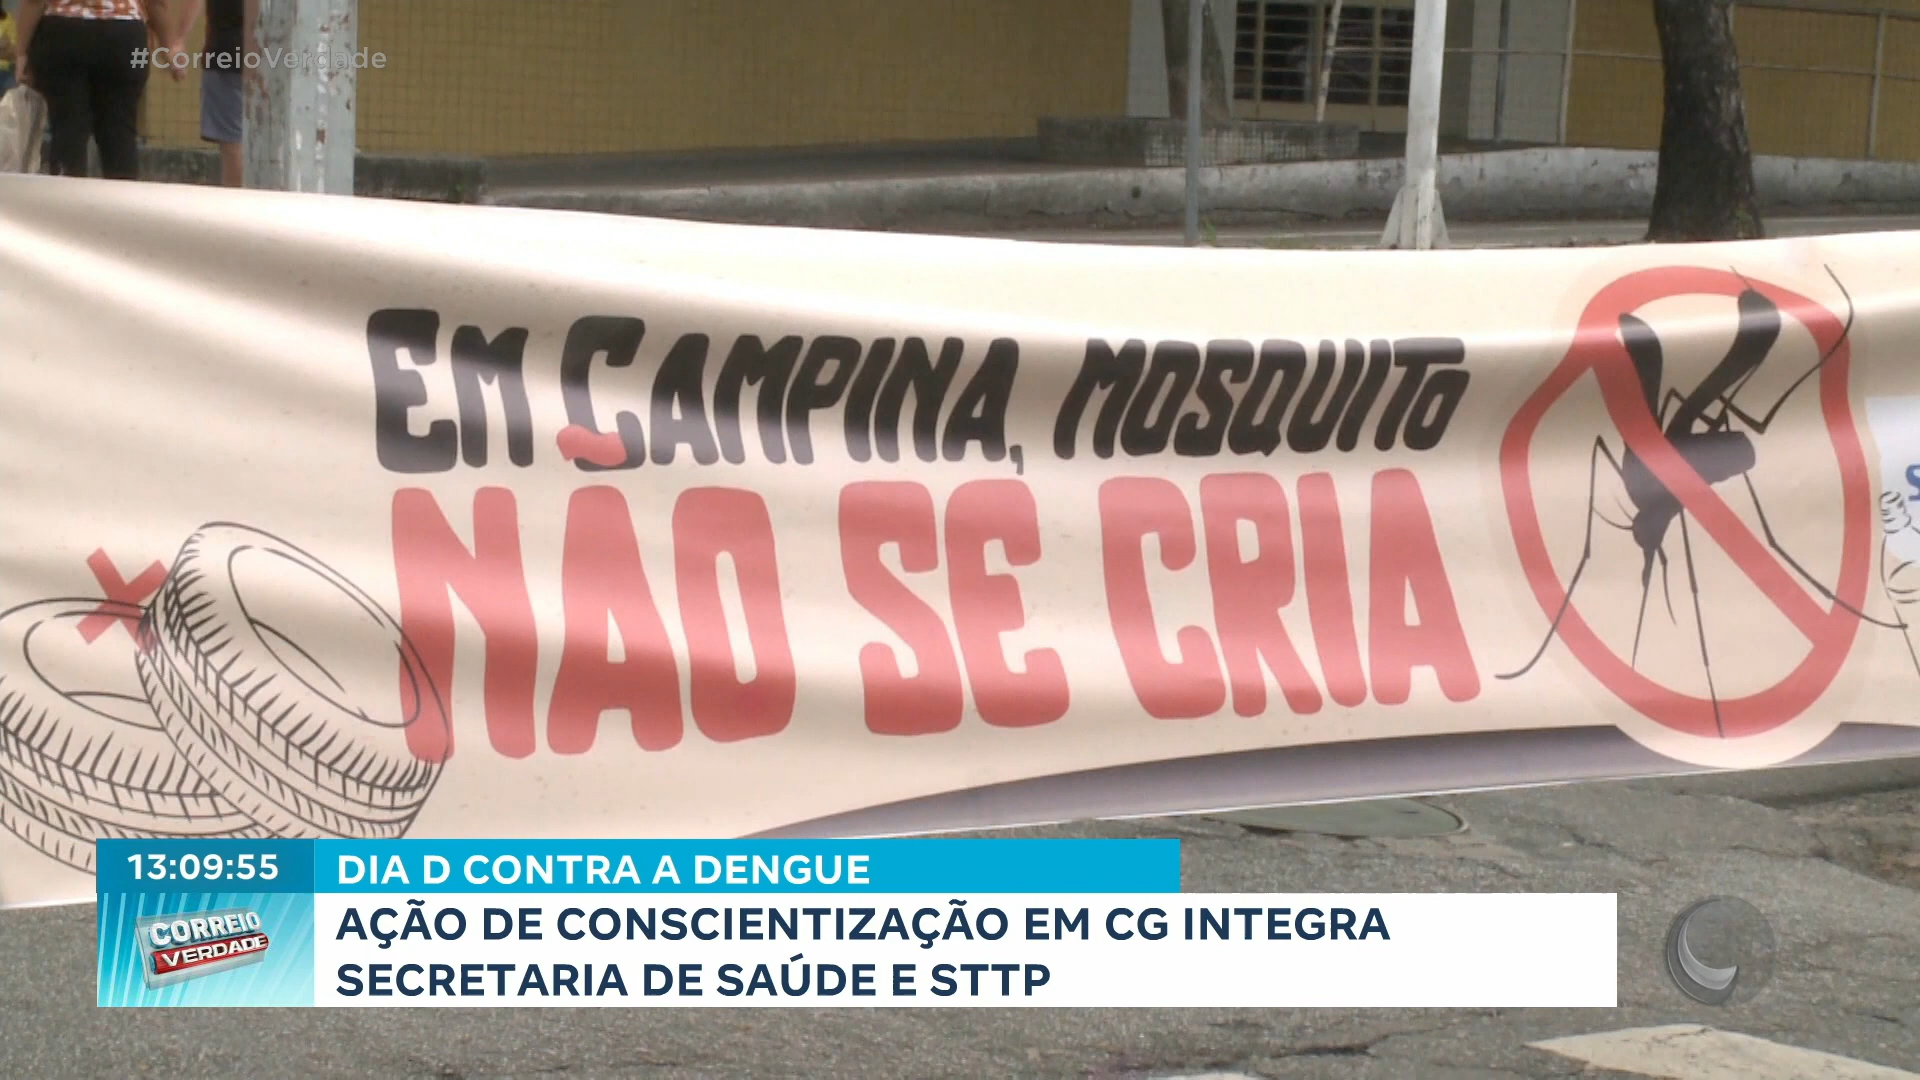 #CorreioVerdade
EM CAMPINA, MOSQUITO
NÃO SE CRIA
13:09:55
DIA D CONTRA A DENGUE
CORREIO
VERDADE
AÇÃO DE CONSCIENTIZAÇÃO EM CG INTEGRA
SECRETARIA DE SAÚDE E STTP